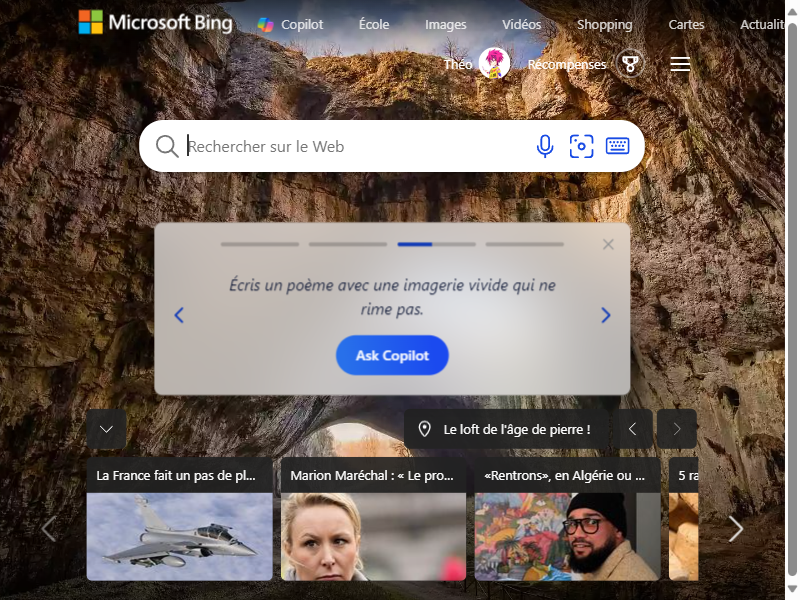 Microsoft Bing
Copilot
École
Images
Vidéos
Shopping
Cartes
Actualit
Théo
Récompenses
Rechercher sur le Web
Écris un poème avec une imagerie vivide qui ne
rime pas.
Ask Copilot
Le loft de l'âge de pierre !
La France fait un pas de pl...
Marion Maréchal : « Le pro...
«Rentrons», en Algérie ou ...
5 ra